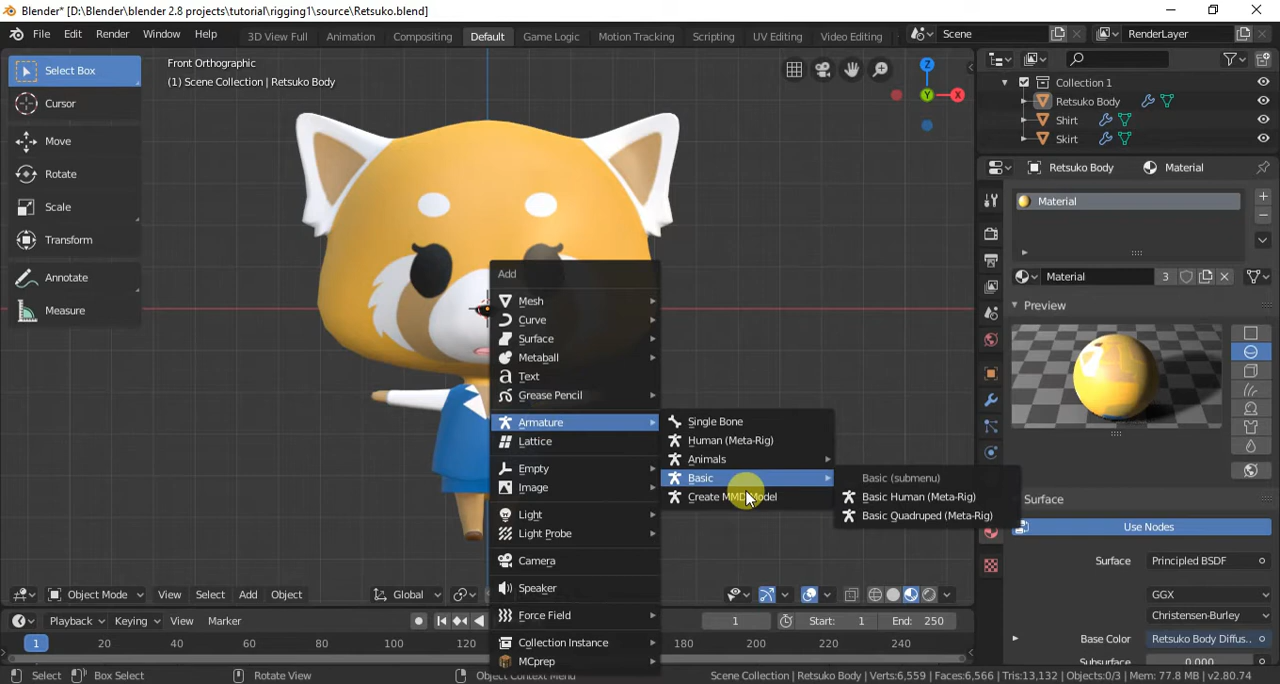 Blender* [D:\Blender\blender 2.8 projects\tutorial\rigging1\source\Retsuko.blend]
File Edit Render Window Help 3D View Full Animation Compositing Default Game Logic Motion Tracking Scripting UV Editing Video Editing Scene RenderLayer
Select Box
Cursor
Move
Rotate
Scale
Transform
Annotate
Measure
Front Orthographic
(1) Scene Collection | Retsuko Body
Z
X
Y
Add
Mesh
Curve
Surface
Metaball
Text
Grease Pencil
Armature
Lattice
Empty
Image
Light
Light Probe
Camera
Speaker
Force Field
Collection Instance
MCprep
Single Bone
Human (Meta-Rig)
Animals
Basic
Create MMD Model
Basic (submenu)
Basic Human (Meta-Rig)
Basic Quadruped (Meta-Rig)
Collection 1
Retsuko Body
Shirt
Skirt
Retsuko Body Material
Material
Material 3
Preview
Surface
Use Nodes
Surface Principled BSDF
GGX
Christensen-Burley
Base Color Retsuko Body Diffus..
Subsurface 0.000
Object Mode View Select Add Object Global
Playback Keying View Marker 1 Start: 1 End: 250
1 20 40 60 80 100 120 180 200 220 240
Select Box Select Rotate View Object Context Menu Scene Collection | Retsuko Body | Verts:6,559 | Faces:6,566 | Tris:13,132 | Objects:0/3 | Mem: 77.8 MB | v2.80.74